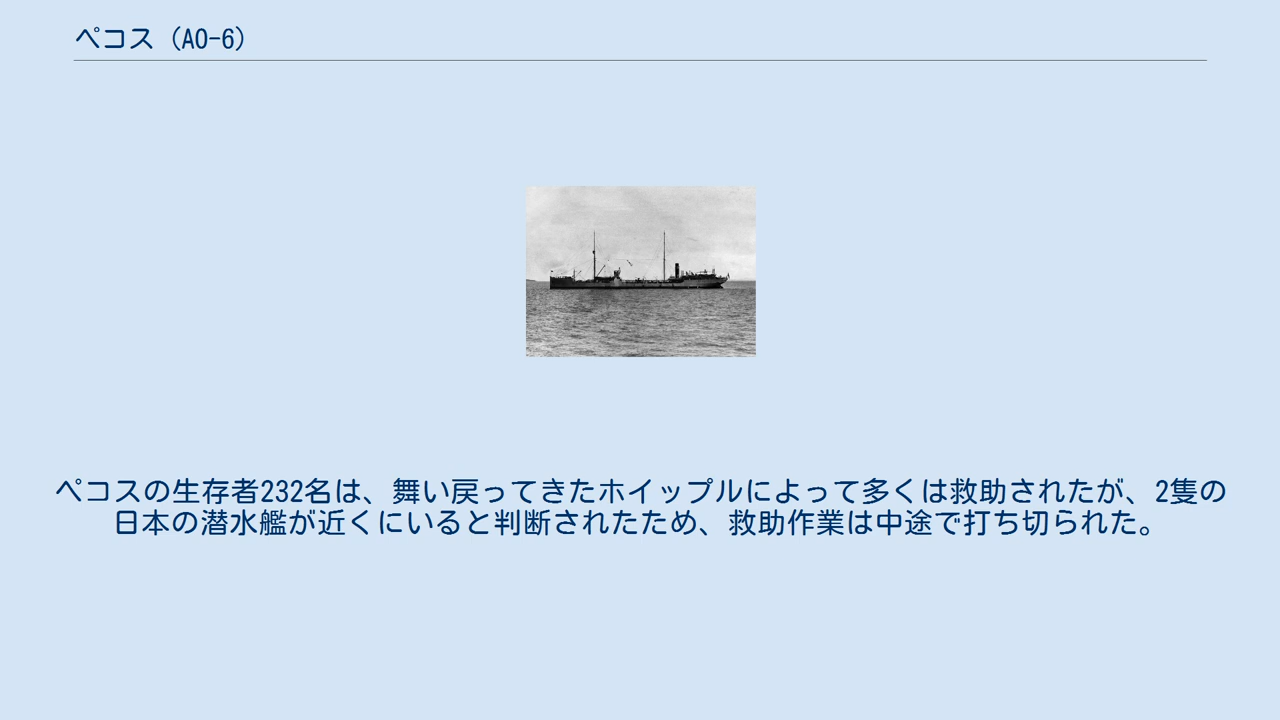 ペコス（AO-6）
ペコスの生存者232名は、舞い戻ってきたホイップルによって多くは救助されたが、2隻の
日本の潜水艦が近くにいると判断されたため、救助作業は中途で打ち切られた。